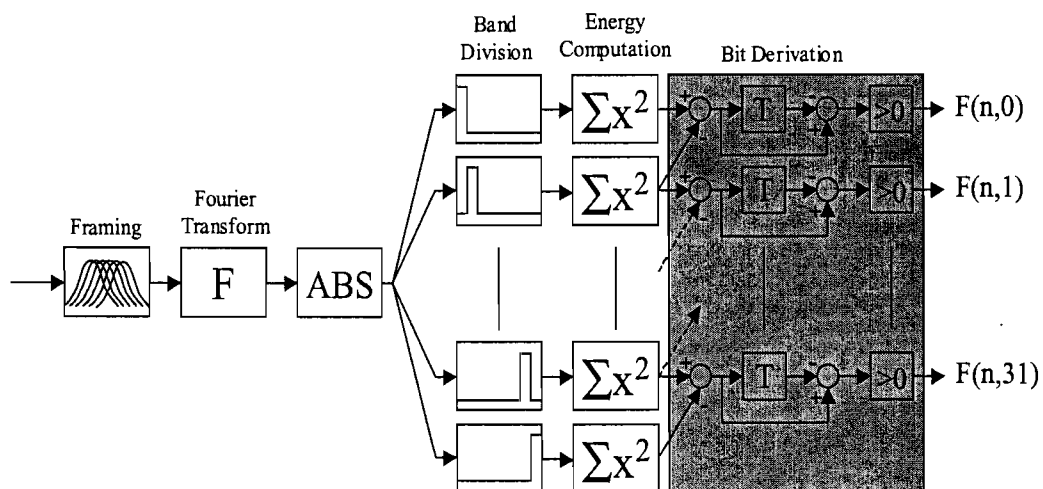 Band Division
Energy Computation
Bit Derivation
Framing
Fourier Transform
F
ABS
∑x²
+
-
T
-
+
>0
F(n,0)
∑x²
+
-
T
-
+
>0
F(n,1)
∑x²
+
-
T
-
+
>0
F(n,31)
∑x²